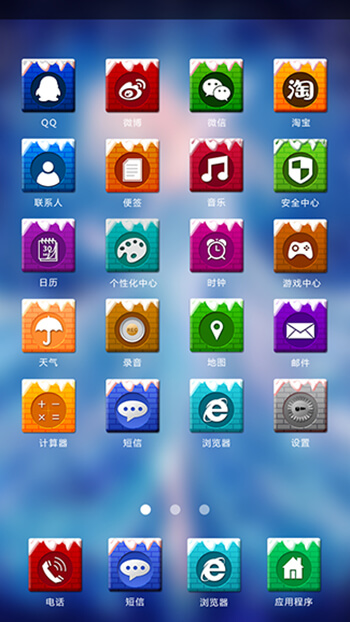 QQ 微博 微信 淘宝
联系人 便签 音乐 安全中心
30
日历 个性化中心 时钟 游戏中心
天气 录音 地图 邮件
计算器 短信 浏览器 设置
电话 短信 浏览器 应用程序